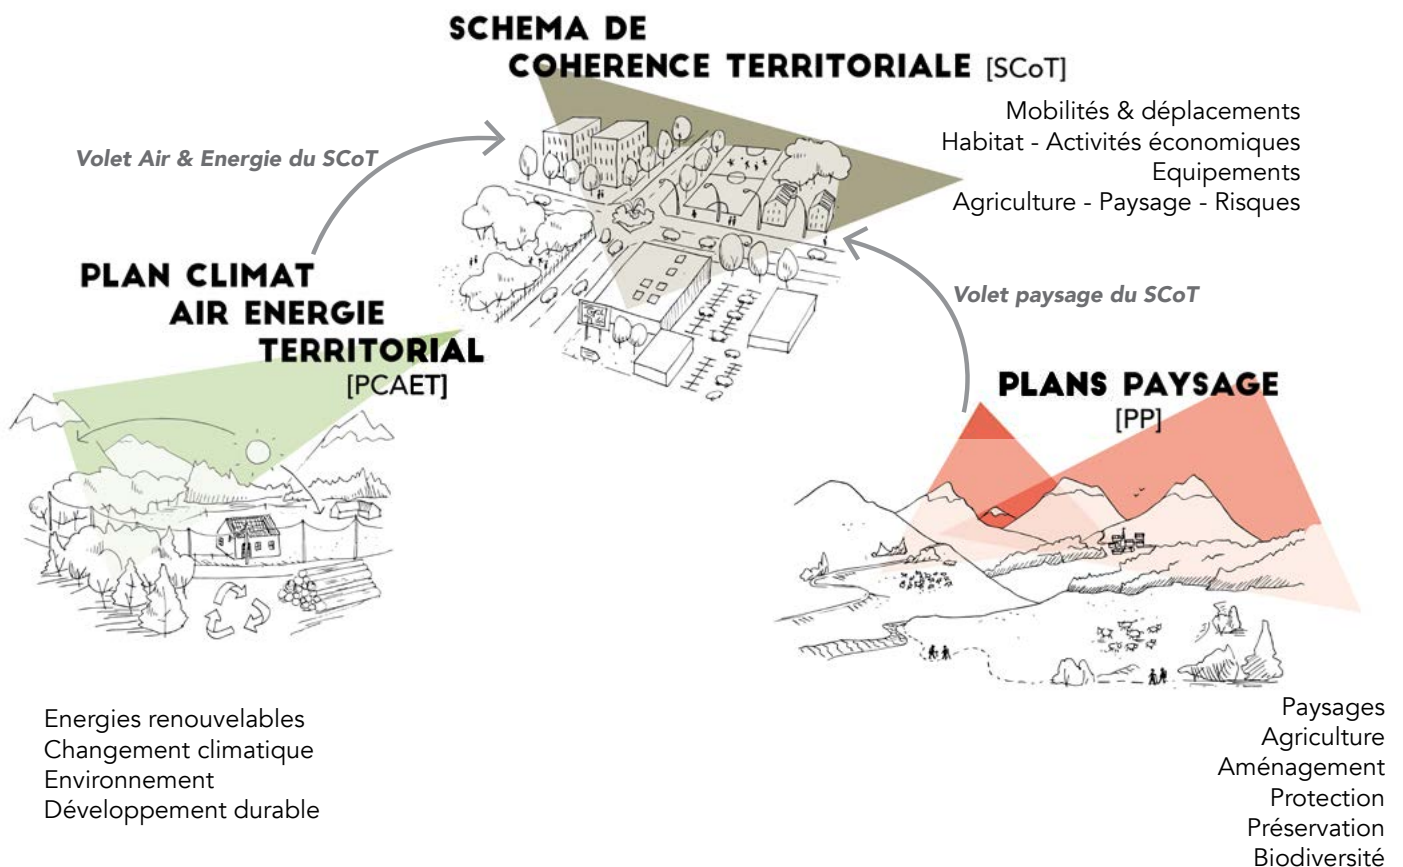 SCHEMA DE
COHERENCE TERRITORIALE [SCoT]
Mobilités & déplacements
Habitat - Activités économiques
Equipements
Agriculture - Paysage - Risques
Volet Air & Energie du SCoT
PLAN CLIMAT
AIR ENERGIE
TERRITORIAL
[PCAET]
Volet paysage du SCoT
PLANS PAYSAGE
[PP]
Energies renouvelables
Changement climatique
Environnement
Développement durable
Paysages
Agriculture
Aménagement
Protection
Préservation
Biodiversité